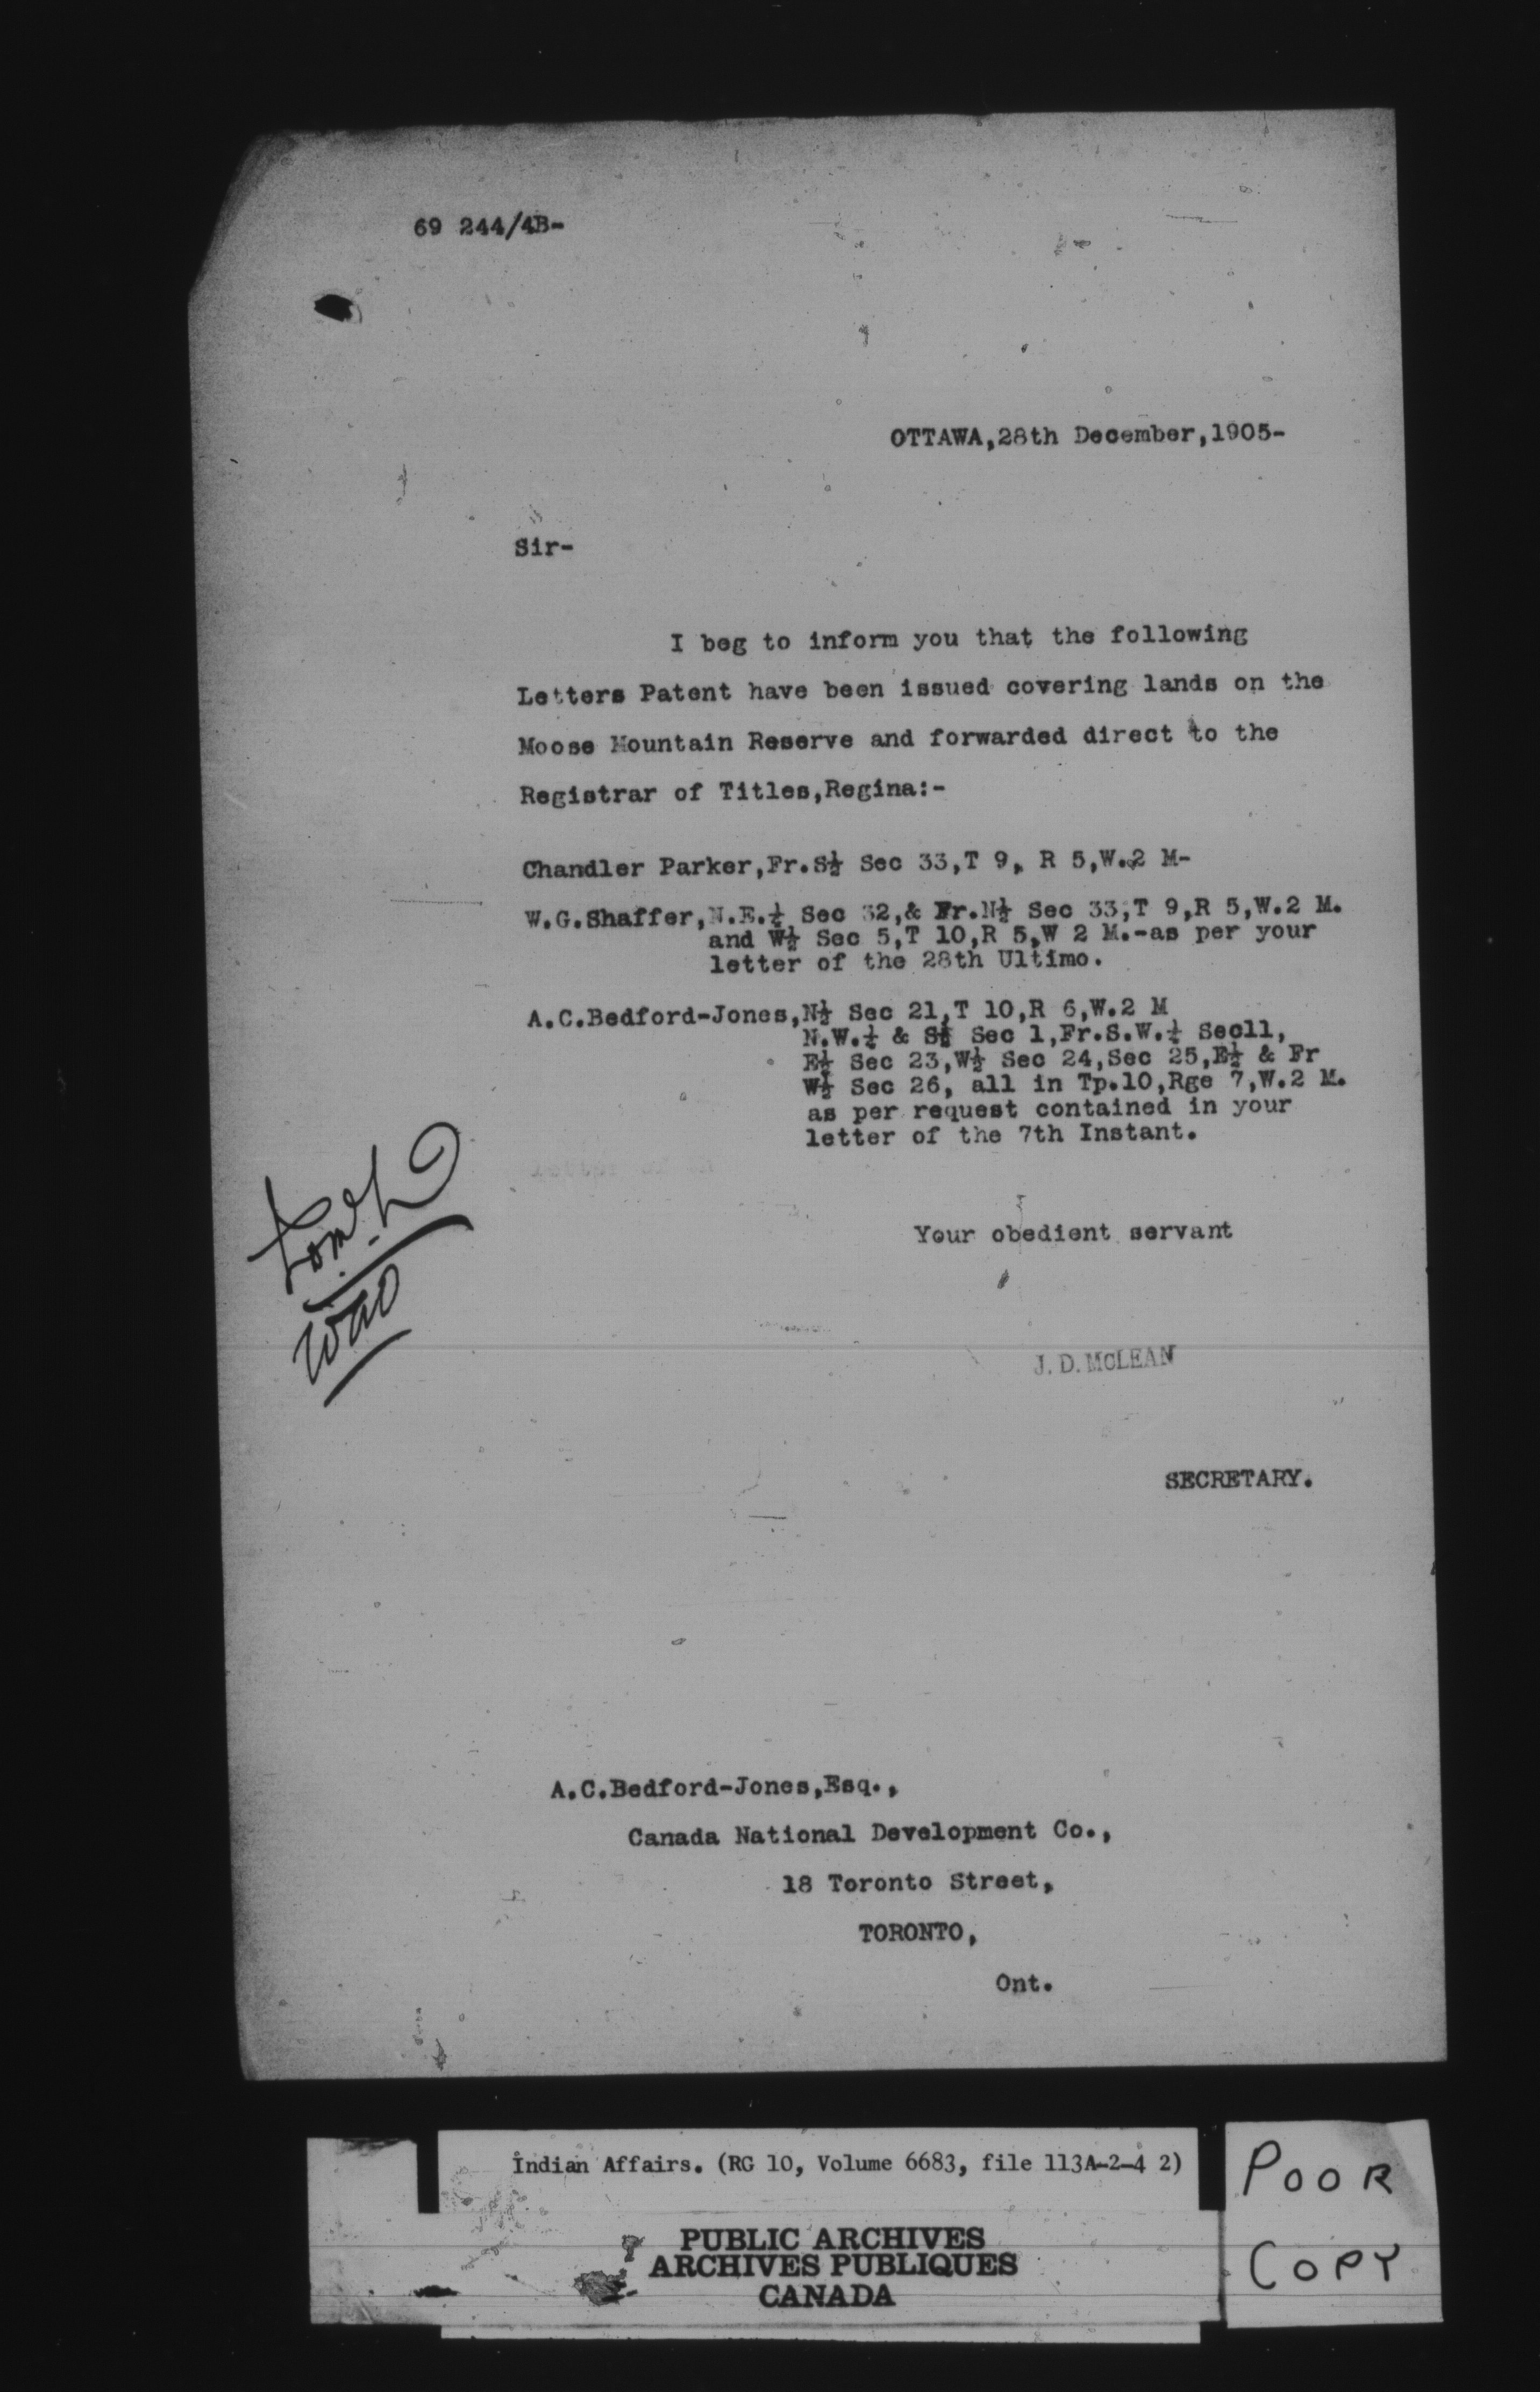 69 244/4B-
OTTAWA,28th December,1905-
Sir-
I beg to inform you that the following
Letters Patent have been issued covering lands on the
Moose Mountain Reserve and forwarded direct to the
Registrar of Titles,Regina:-
Chandler Parker,Fr.S½ Sec 33,T 9, R 5,W.2 M-
W.G.Shaffer,N.E.¼ Sec 32,& Fr.N½ Sec 33,T 9,R 5,W.2 M.
and W½ Sec 5,T 10,R 5,W 2 M.-as per your
letter of the 28th Ultimo.
A.C.Bedford-Jones,N½ Sec 21,T 10,R 6,W.2 M
N.W.¼ & S½ Sec 1,Fr.S.W.¼ Sec11,
E½ Sec 23,W½ Sec 24,Sec 25,E½ & Fr
W½ Sec 26, all in Tp.10,Rge 7,W.2 M.
as per request contained in your
letter of the 7th Instant.
Your obedient servant
J. D. MCLEAN
SECRETARY.
A.C.Bedford-Jones,Esq.,
Canada National Development Co.,
18 Toronto Street,
TORONTO,
Ont.
Indian Affairs. (RG 10, Volume 6683, file 113A-2-4 2)
PUBLIC ARCHIVES
ARCHIVES PUBLIQUES
CANADA
POOR
COPY